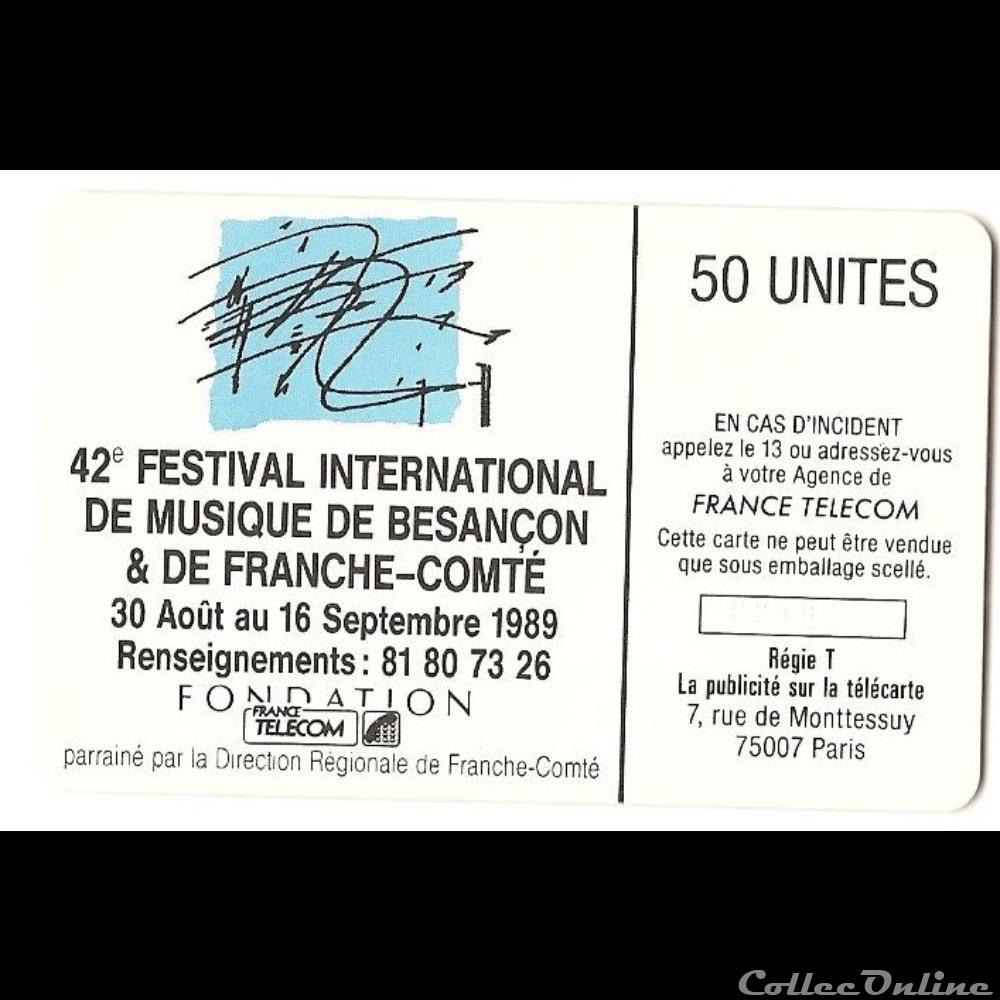 42e FESTIVAL INTERNATIONAL
DE MUSIQUE DE BESANÇON
& DE FRANCHE-COMTÉ
30 Août au 16 Septembre 1989
Renseignements : 81 80 73 26
FONDATION
FRANCE
TELECOM
parrainé par la Direction Régionale de Franche-Comté
50 UNITES
EN CAS D'INCIDENT
appelez le 13 ou adressez-vous
à votre Agence de
FRANCE TELECOM
Cette carte ne peut être vendue
que sous emballage scellé.
Régie T
La publicité sur la télécarte
7, rue de Monttessuy
75007 Paris
CollecOnline